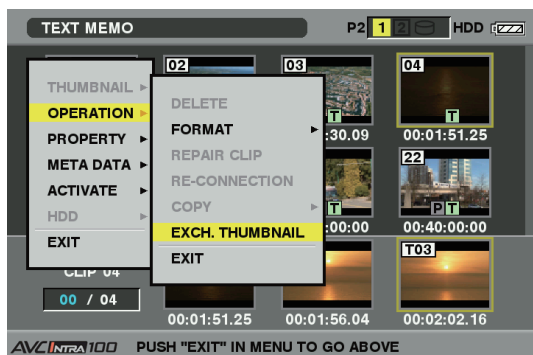 TEXT MEMO P2 1 2 HDD
02 03 04
THUMBNAIL
OPERATION
PROPERTY
META DATA
ACTIVATE
HDD
EXIT
DELETE
FORMAT
REPAIR CLIP
RE-CONNECTION
COPY
EXCH. THUMBNAIL
EXIT
T
T
:30.09 00:01:51.25
22
T
P T
:00:00 00:40:00:00
CLIP 04
T03
00 / 04
00:01:51.25 00:01:56.04 00:02:02.16
AVC INTRA 100 PUSH "EXIT" IN MENU TO GO ABOVE